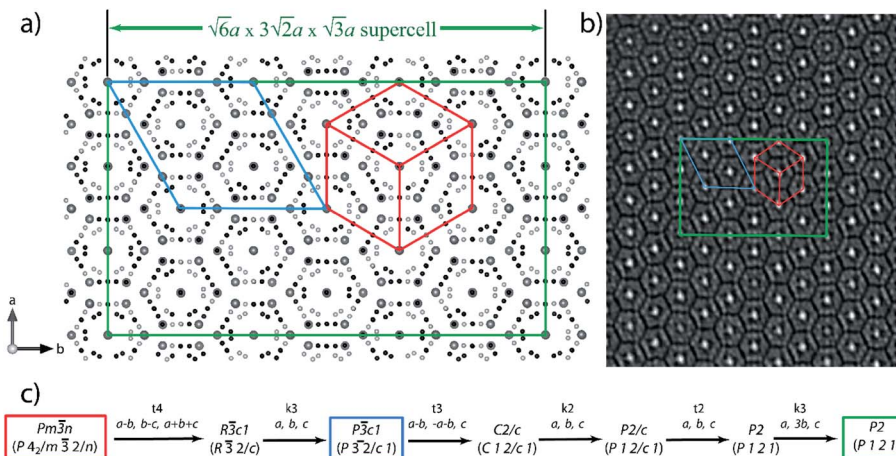 a)
√6a x 3√2a x √3a supercell
b)
a
b
c)
t4
k3
t3
k2
t2
k3
Pm3̅n
(P 4₂/m 3̅ 2/n)
a-b, b-c, a+b+c
R3̅c1
(R 3̅ 2/c)
a, b, c
P3̅c1
(P 3̅ 2/c 1)
a-b, -a-b, c
C2/c
(C 1 2/c 1)
a, b, c
P2/c
(P 1 2/c 1)
a, b, c
P2
(P 1 2 1)
a, 3b, c
P2
(P 1 2 1